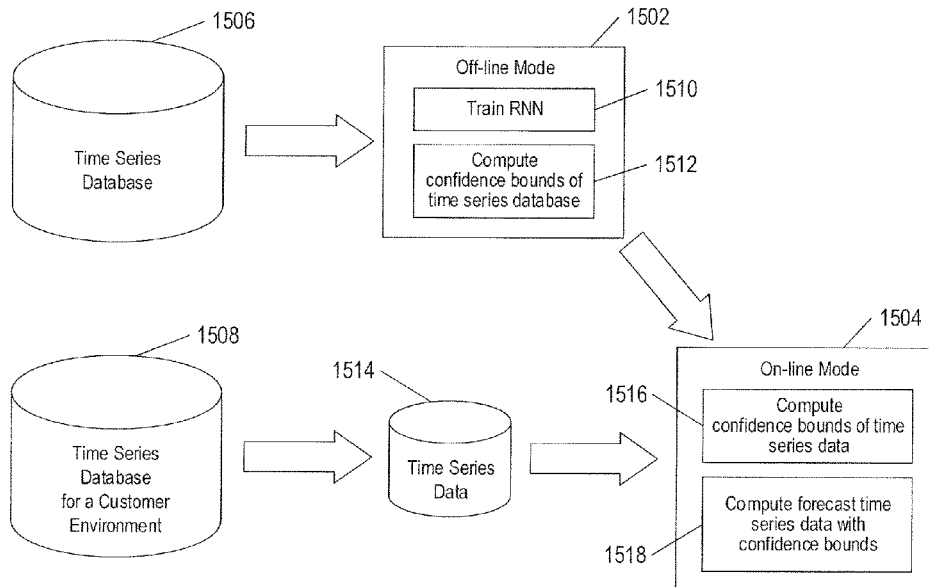 1506
Time Series
Database
1502
Off-line Mode
Train RNN
1510
Compute
confidence bounds of
time series database
1512
1508
Time Series
Database
for a Customer
Environment
1514
Time Series
Data
1504
On-line Mode
1516
Compute
confidence bounds of time
series data
Compute forecast time
series data with
confidence bounds
1518